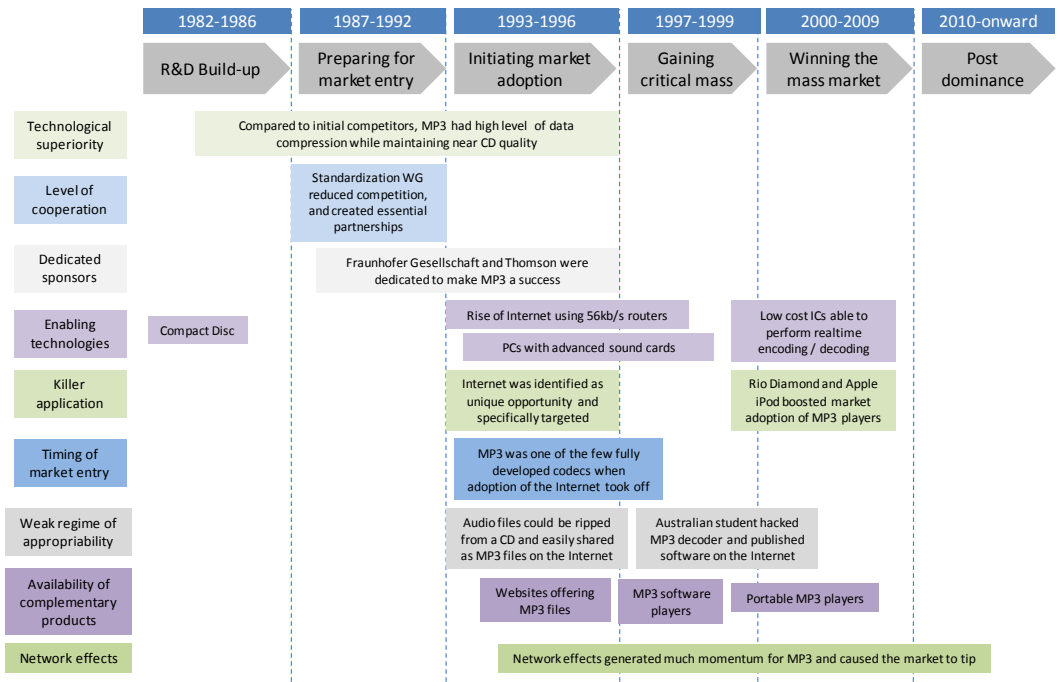 1982-1986
1987-1992
1993-1996
1997-1999
2000-2009
2010-onward
R&D Build-up
Preparing for
market entry
Initiating market
adoption
Gaining
critical mass
Winning the
mass market
Post
dominance
Technological
superiority
Compared to initial competitors, MP3 had high level of data
compression while maintaining near CD quality
Level of
cooperation
Standardization WG
reduced competition,
and created essential
partnerships
Dedicated
sponsors
Fraunhofer Gesellschaft and Thomson were
dedicated to make MP3 a success
Enabling
technologies
Compact Disc
Rise of Internet using 56kb/s routers
PCs with advanced sound cards
Low cost ICs able to
perform realtime
encoding / decoding
Killer
application
Internet was identified as
unique opportunity and
specifically targeted
Rio Diamond and Apple
iPod boosted market
adoption of MP3 players
Timing of
market entry
MP3 was one of the few fully
developed codecs when
adoption of the Internet took off
Weak regime of
appropriability
Audio files could be ripped
from a CD and easily shared
as MP3 files on the Internet
Australian student hacked
MP3 decoder and published
software on the Internet
Availability of
complementary
products
Websites offering
MP3 files
MP3 software
players
Portable MP3 players
Network effects
Network effects generated much momentum for MP3 and caused the market to tip